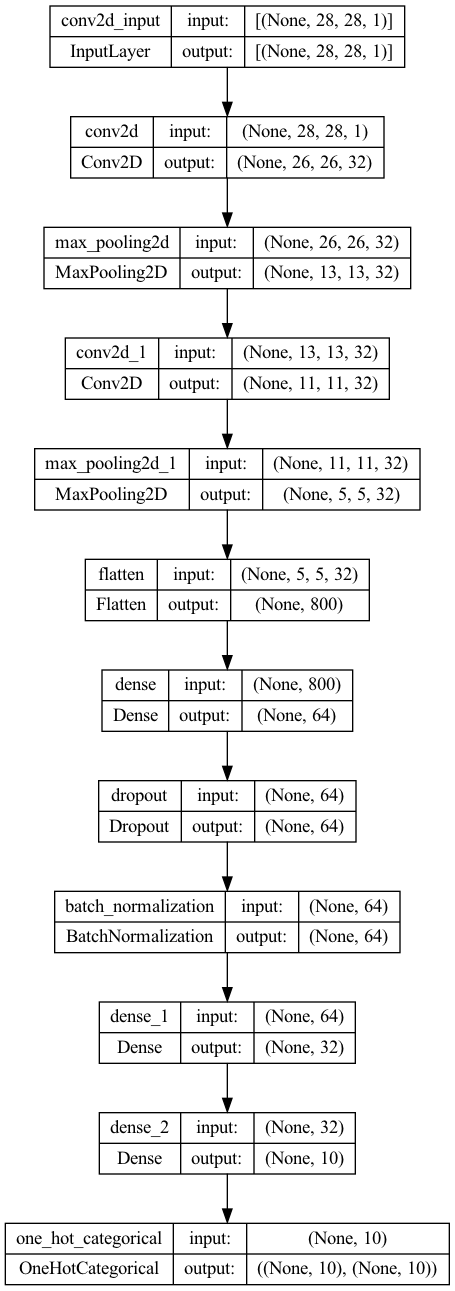 conv2d_input input: [(None, 28, 28, 1)]
InputLayer output: [(None, 28, 28, 1)]
conv2d input: (None, 28, 28, 1)
Conv2D output: (None, 26, 26, 32)
max_pooling2d input: (None, 26, 26, 32)
MaxPooling2D output: (None, 13, 13, 32)
conv2d_1 input: (None, 13, 13, 32)
Conv2D output: (None, 11, 11, 32)
max_pooling2d_1 input: (None, 11, 11, 32)
MaxPooling2D output: (None, 5, 5, 32)
flatten input: (None, 5, 5, 32)
Flatten output: (None, 800)
dense input: (None, 800)
Dense output: (None, 64)
dropout input: (None, 64)
Dropout output: (None, 64)
batch_normalization input: (None, 64)
BatchNormalization output: (None, 64)
dense_1 input: (None, 64)
Dense output: (None, 32)
dense_2 input: (None, 32)
Dense output: (None, 10)
one_hot_categorical input: (None, 10)
OneHotCategorical output: ((None, 10), (None, 10))